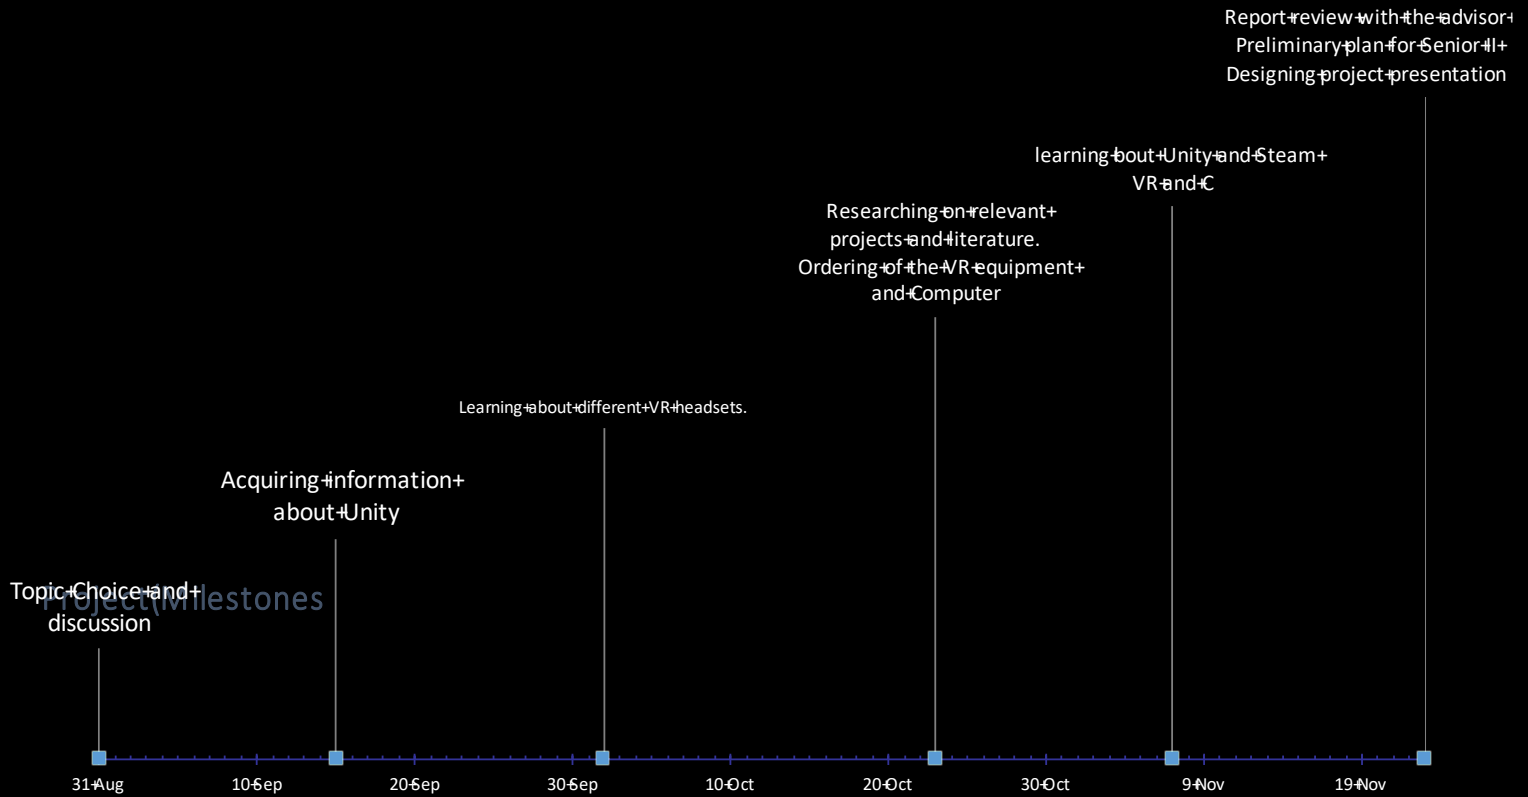 Report+review+with+the+advisor+
Preliminary+plan+for+Senior+II+
Designing+project+presentation
learning+bout+Unity+and+Steam+
VR+and+C
Researching+on+relevant+
projects+and+literature.
Ordering+of+the+VR+equipment+
and+Computer
Learning+about+different+VR+headsets.
Acquiring+information+
about+Unity
Topic+Choice+and+
discussion
Project(Milestones
31+Aug
10+Sep
20+Sep
30+Sep
10+Oct
20+Oct
30+Oct
9+Nov
19+Nov